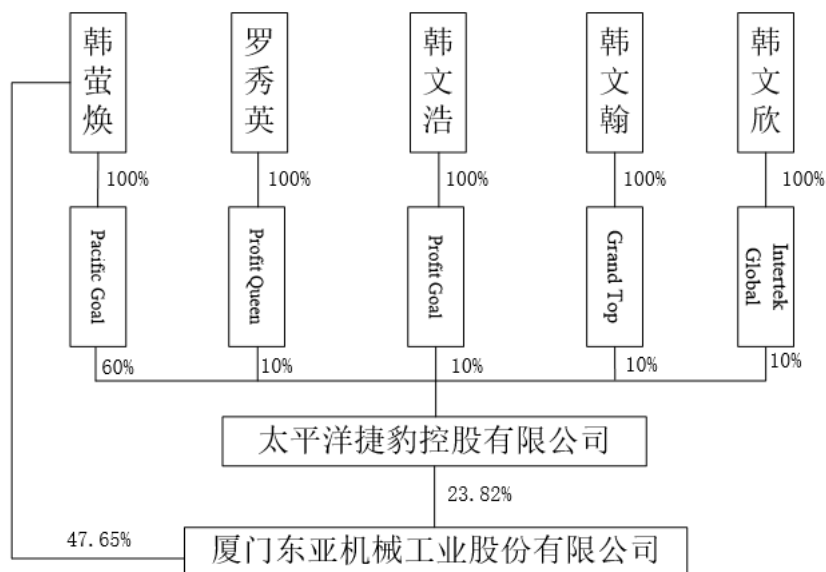 韩萤焕
罗秀英
韩文浩
韩文翰
韩文欣
100%
100%
100%
100%
100%
Pacific Goal
Profit Queen
Profit Goal
Grand Top
Intertek
Global
60%
10%
10%
10%
10%
太平洋捷豹控股有限公司
23.82%
47.65%
厦门东亚机械工业股份有限公司